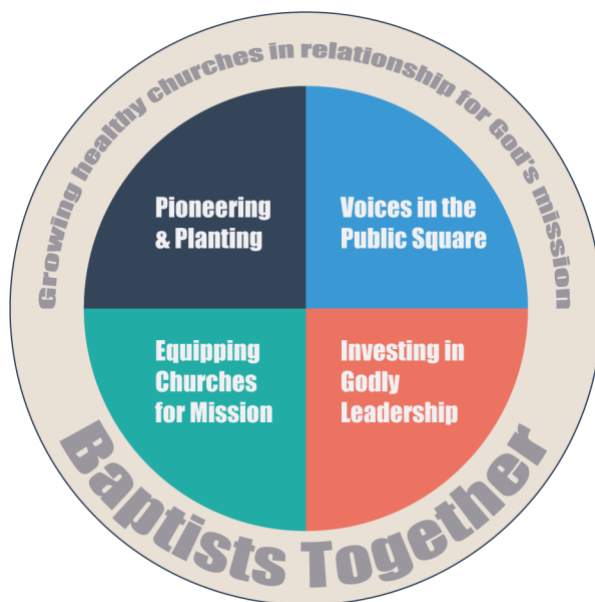 Growing healthy churches in relationship for God's mission
Pioneering
& Planting
Voices in the
Public Square
Equipping
Churches
for Mission
Investing in
Godly
Leadership
Baptists Together